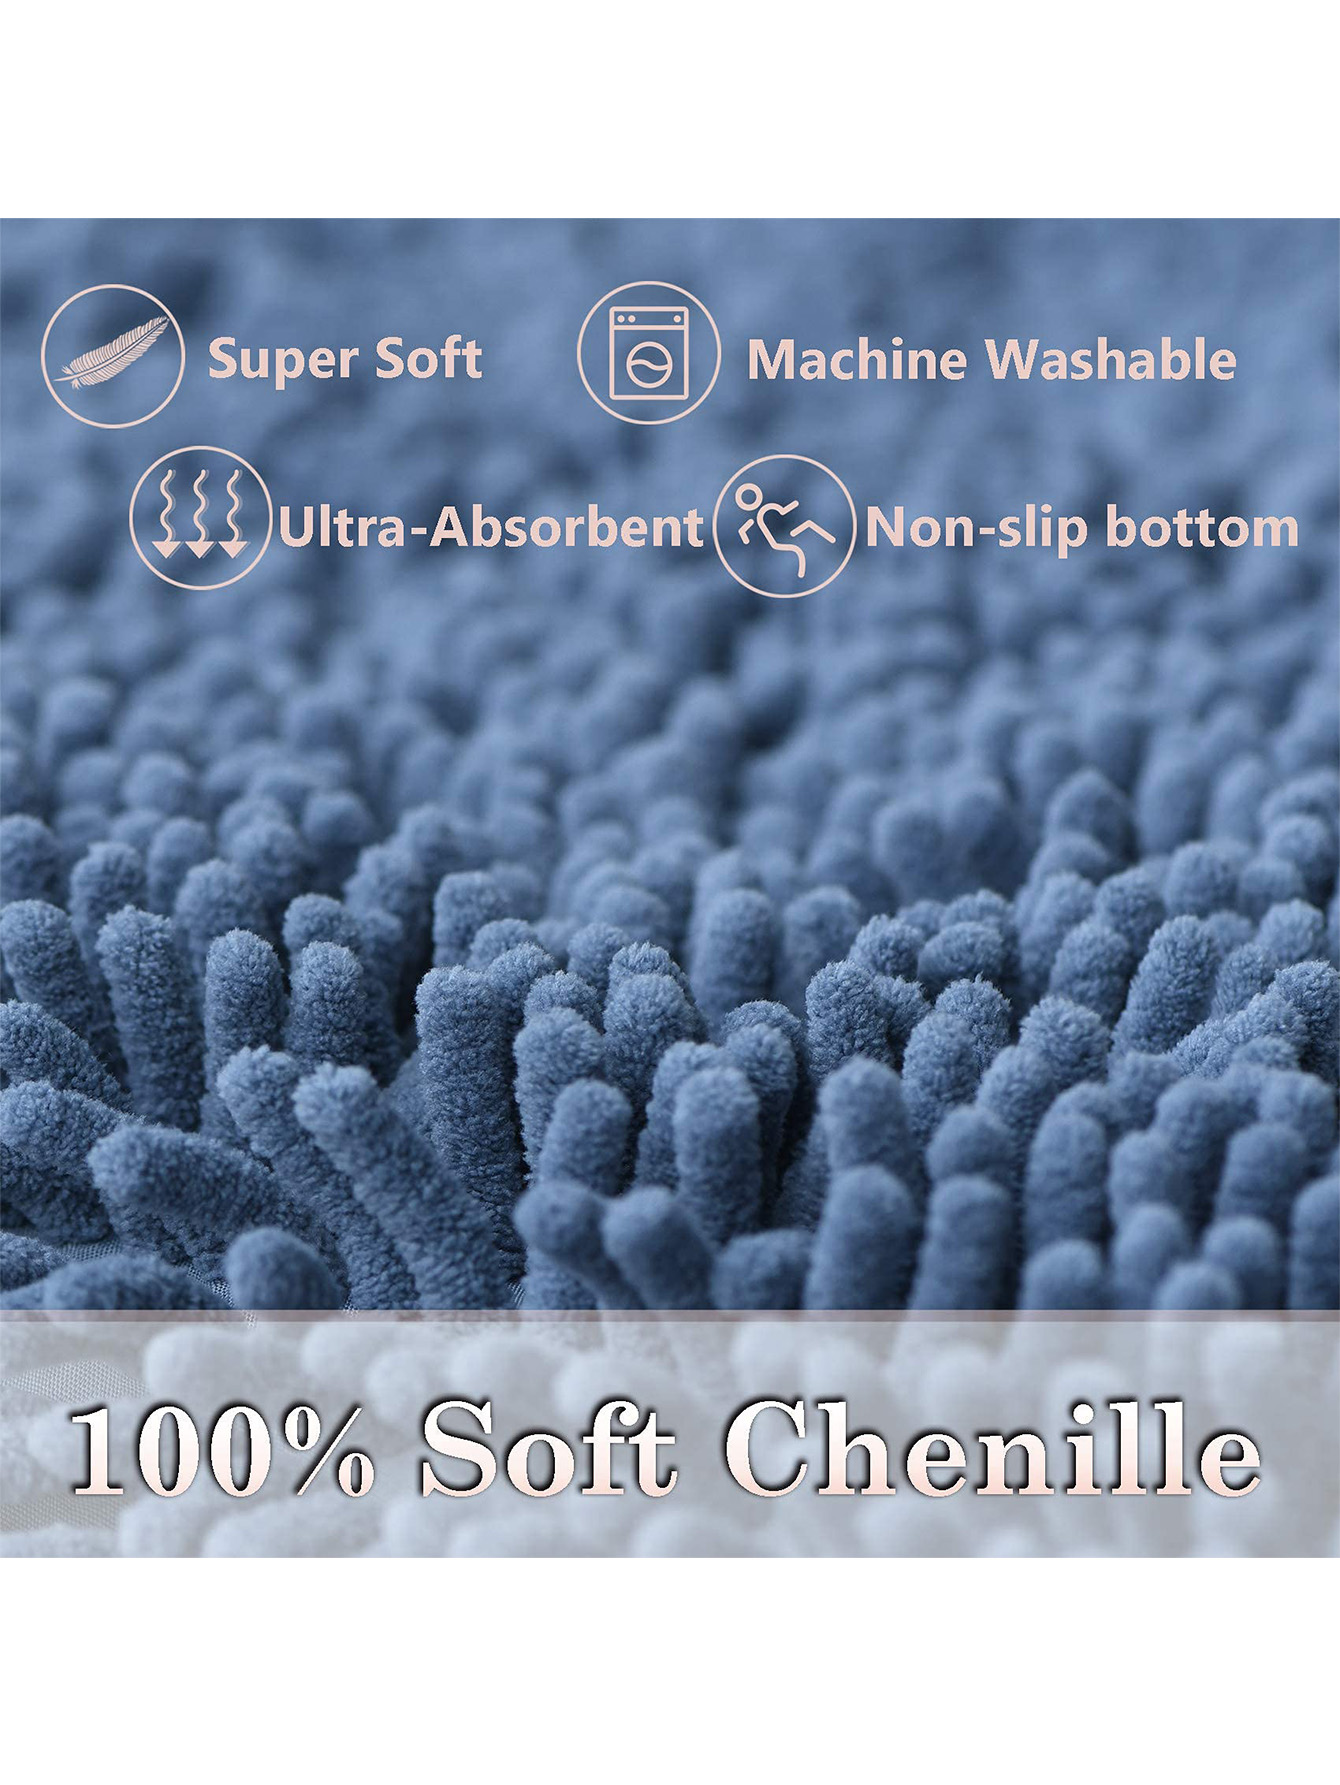 Super Soft
Machine Washable
Ultra-Absorbent
Non-slip bottom
100% Soft Chenille